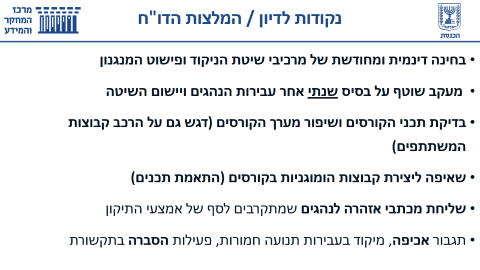 מרכז
המחקר
והמידע
נקודות לדיון / המלצות הדו"ח
הכנסת
• בחינה דינמית ומחודשת של מרכיבי שיטת הניקוד ופישוט המנגנון
• מעקב שוטף על בסיס שנתי אחר עבירות הנהגים ויישום השיטה
• בדיקת תכני הקורסים ושיפור מערך הקורסים (דגש גם על הרכב קבוצות
המשתתפים)
• שאיפה ליצירת קבוצות הומוגניות בקורסים (התאמת תכנים)
• שליחת מכתבי אזהרה לנהגים שמתקרבים לסף של אמצעי התיקון
• תגבור אכיפה, מיקוד בעבירות תנועה חמורות, פעילות הסברה בתקשורת